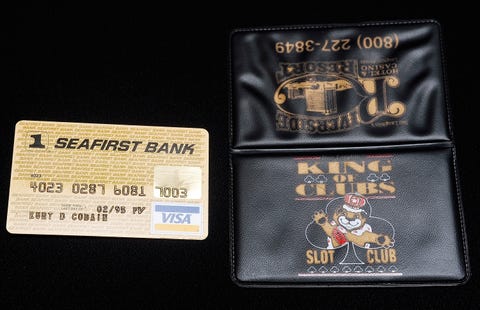 1 SEAFIRST BANK
4023
4023 0287 6081 7003
02/95 PV
KURT D COBAIN
VISA
RIVERSIDE
RESORT
HOTEL &
CASINO
(800) 227-3849
KING
OF
CLUBS
SLOT CLUB